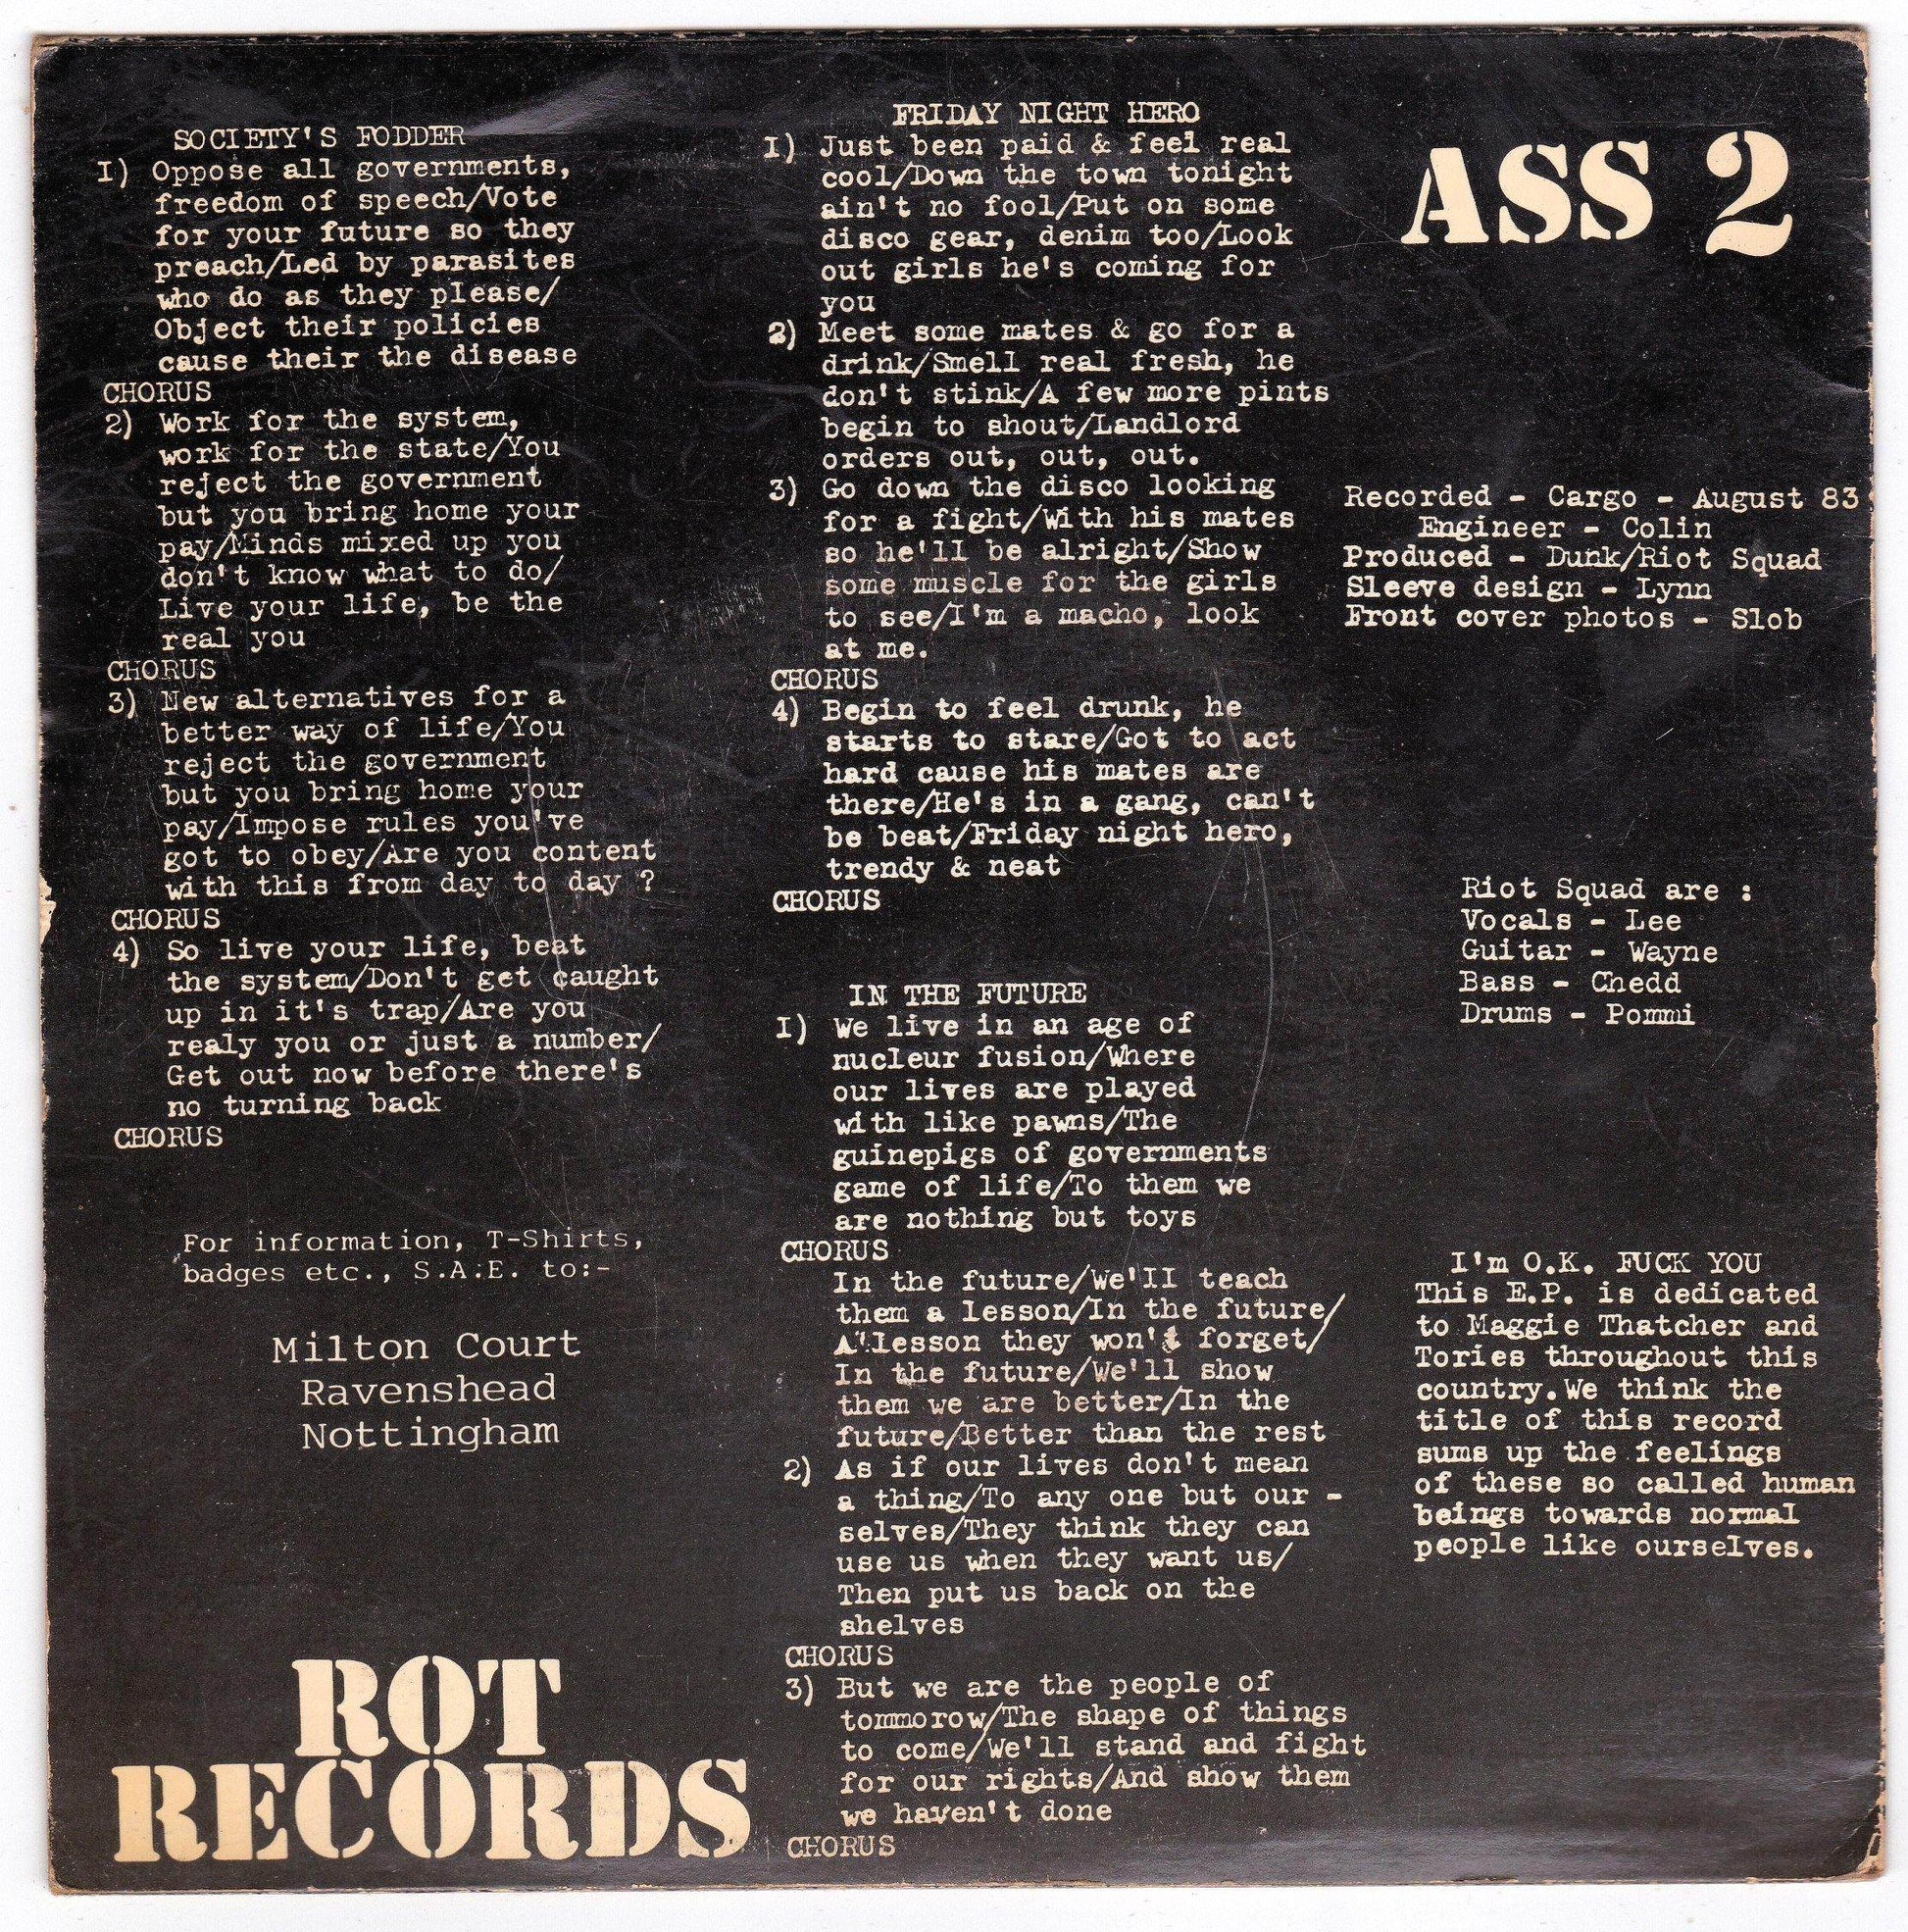 SOCIETY'S FODDER
I) Oppose all governments,
freedom of speech/Vote
for your future so they
preach/Led by parasites
who do as they please/
Object their policies
cause their the disease
CHORUS
2) Work for the system,
work for the state/You
reject the government
but you bring home your
pay/Minds mixed up you
don't know what to do/
Live your life, be the
real you
CHORUS
3) New alternatives for a
better way of life/You
reject the government
but you bring home your
pay/Impose rules you've
got to obey/Are you content
with this from day to day ?
CHORUS
4) So live your life, beat
the system/Don't get caught
up in it's trap/Are you
realy you or just a number/
Get out now before there's
no turning back
CHORUS
For information, T-Shirts,
badges etc., S.A.E. to:-
Milton Court
Ravenshead
Nottingham
ROT
RECORDS
FRIDAY NIGHT HERO
I) Just been paid & feel real
cool/Down the town tonight
ain't no fool/Put on some
disco gear, denim too/Look
out girls he's coming for
you
2) Meet some mates & go for a
drink/Smell real fresh, he
don't stink/A few more pints
begin to shout/Landlord
orders out, out, out.
3) Go down the disco looking
for a fight/With his mates
so he'll be alright/Show
some muscle for the girls
to see/I'm a macho, look
at me.
CHORUS
4) Begin to feel drunk, he
starts to stare/Got to act
hard cause his mates are
there/He's in a gang, can't
be beat/Friday night hero,
trendy & neat
CHORUS
IN THE FUTURE
I) We live in an age of
nucleur fusion/Where
our lives are played
with like pawns/The
guinepigs of governments
game of life/To them we
are nothing but toys
CHORUS
In the future/We'II teach
them a lesson/In the future/
A lesson they won't forget/
In the future/We'll show
them we are better/In the
future/Better than the rest
2) As if our lives don't mean
a thing/To any one but our -
selves/They think they can
use us when they want us/
Then put us back on the
shelves
CHORUS
3) But we are the people of
tommorow/The shape of things
to come/We'll stand and fight
for our rights/And show them
we haven't done
CHORUS
ASS 2
Recorded - Cargo - August 83
Engineer - Colin
Produced - Dunk/Riot Squad
Sleeve design - Lynn
Front cover photos - Slob
Riot Squad are :
Vocals - Lee
Guitar - Wayne
Bass - Chedd
Drums - Pommi
I'm O.K. FUCK YOU
This E.P. is dedicated
to Maggie Thatcher and
Tories throughout this
country.We think the
title of this record
sums up the feelings
of these so called human
beings towards normal
people like ourselves.